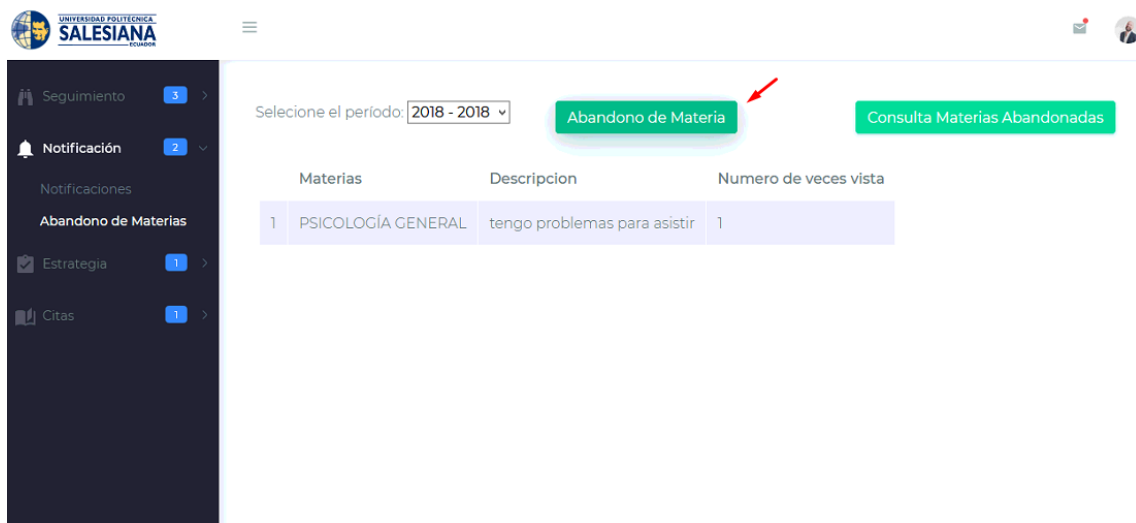 UNIVERSIDAD POLITÉCNICA
SALESIANA
ECUADOR
Seguimiento 3
Notificación 2
Notificaciones
Abandono de Materias
Estrategia 1
Citas 1
Selecione el período: 2018 - 2018
Abandono de Materia
Consulta Materias Abandonadas
Materias Descripcion Numero de veces vista
1 PSICOLOGÍA GENERAL tengo problemas para asistir 1